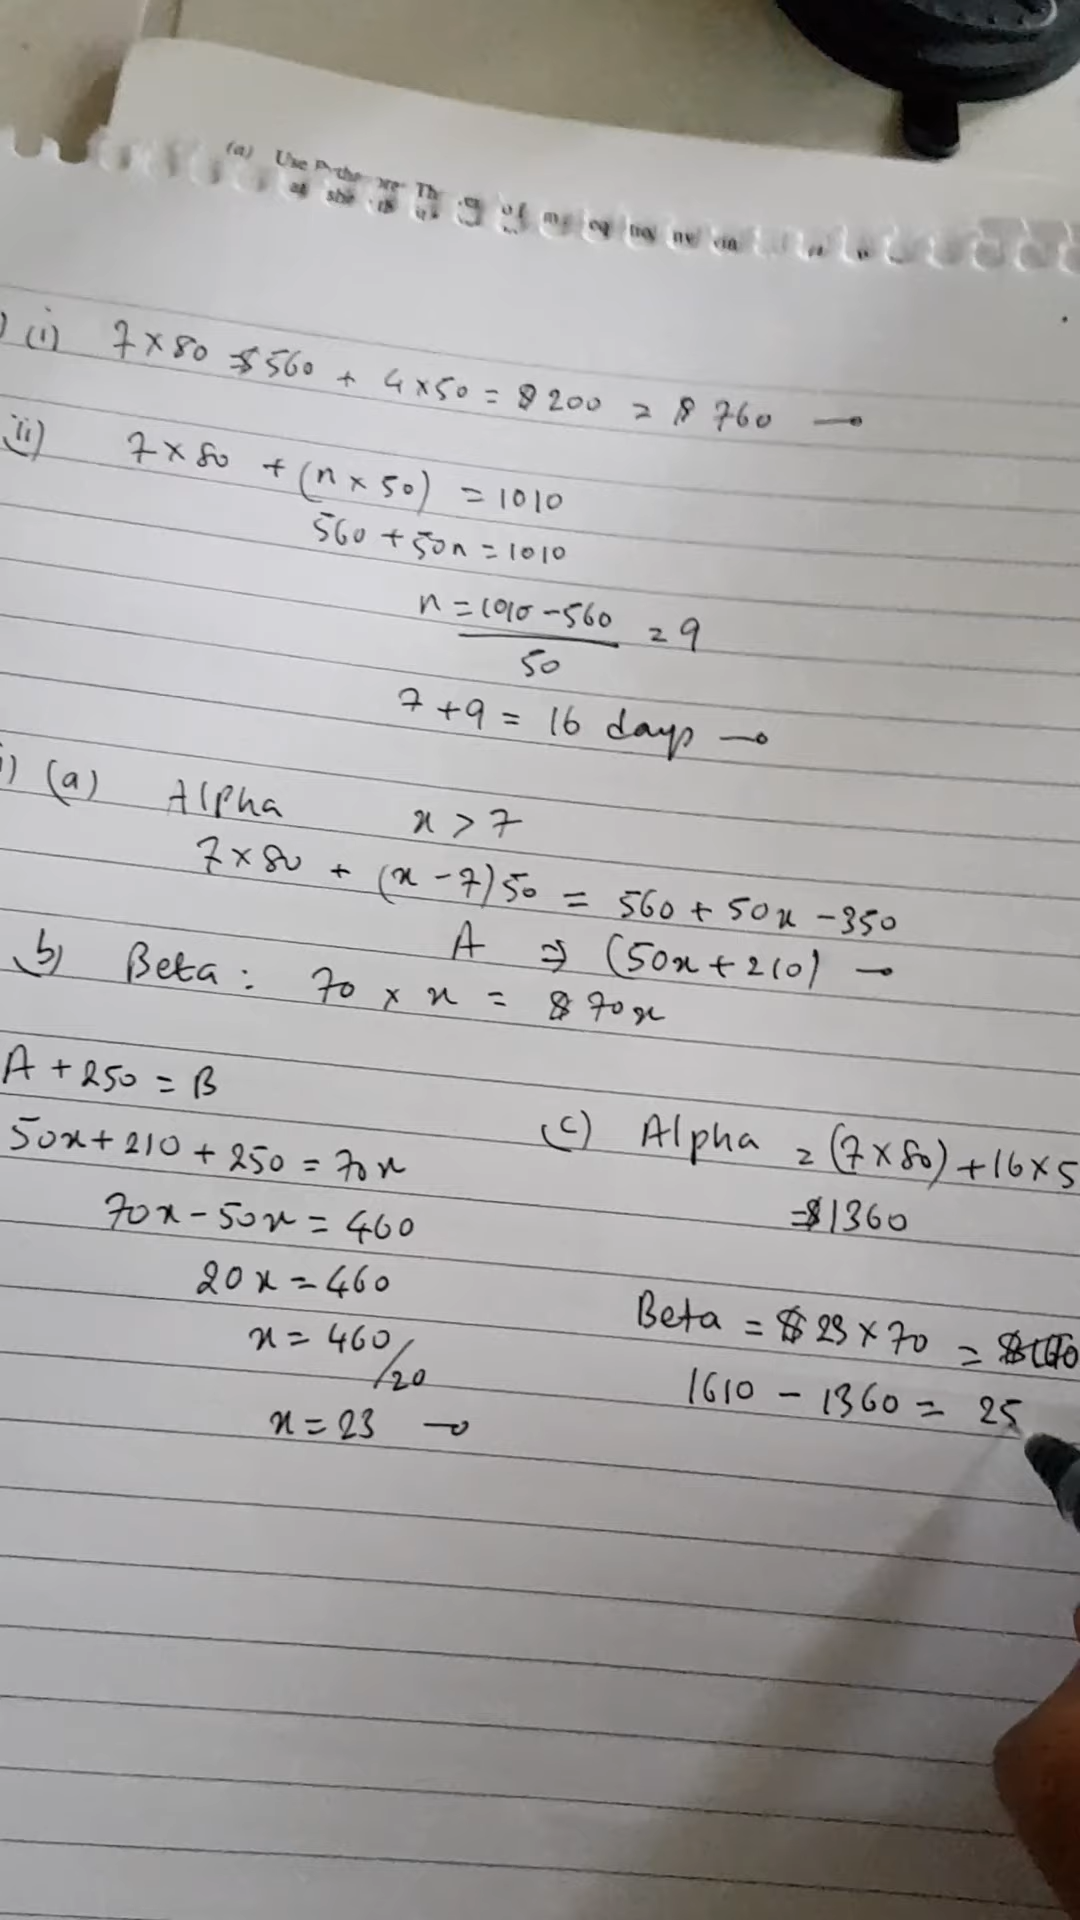 (a) Use
) (i) 7 × 80 = $560 + 4 × 50 = $200 = $760
ii) 7 × 80 + (n × 50) = 1010
560 + 50n = 1010
n = 1010 - 560 = 9
50
7 + 9 = 16 days
i) (a) Alpha x > 7
7 × 80 + (x - 7) 50 = 560 + 50x - 350
A ⇒ (50x + 210)
b) Beta : 70 × x = $70x
A + 250 = B
50x + 210 + 250 = 70x
70x - 50x = 460
20x = 460
x = 460/20
x = 23
(c) Alpha = (7 × 80) + 16 × 5
= $1360
Beta = $23 × 70 =
1610 - 1360 = 25